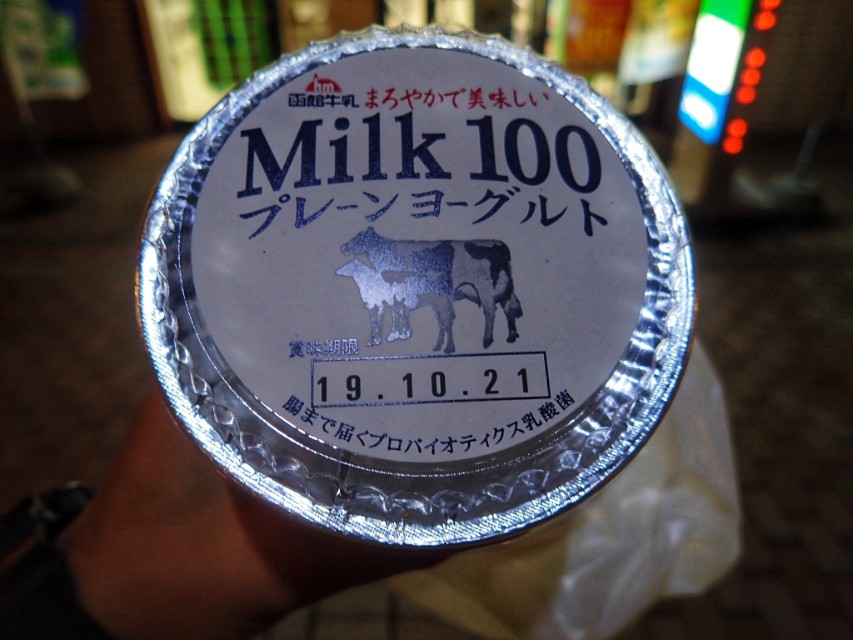 hm
函館牛乳 まろやかで美味しい
Milk 100
プレーンヨーグルト
賞味期限
19.10.21
腸まで届くプロバイオティクス乳酸菌